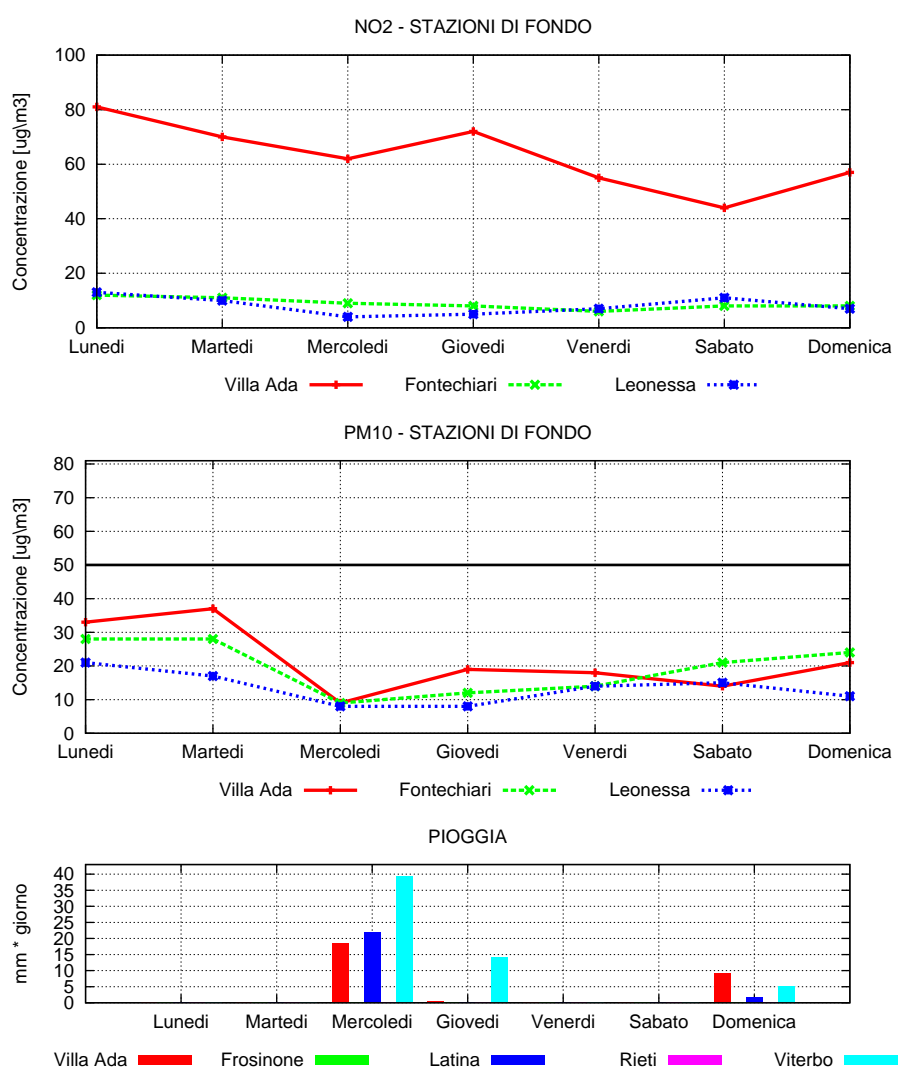 NO2 - STAZIONI DI FONDO
Concentrazione [ug\m3]
100
80
60
40
20
0
Lunedi Martedi Mercoledi Giovedi Venerdi Sabato Domenica
Villa Ada Fontechiari Leonessa
PM10 - STAZIONI DI FONDO
Concentrazione [ug\m3]
80
70
60
50
40
30
20
10
0
Lunedi Martedi Mercoledi Giovedi Venerdi Sabato Domenica
Villa Ada Fontechiari Leonessa
PIOGGIA
mm * giorno
40
35
30
25
20
15
10
5
0
Lunedi Martedi Mercoledi Giovedi Venerdi Sabato Domenica
Villa Ada Frosinone Latina Rieti Viterbo